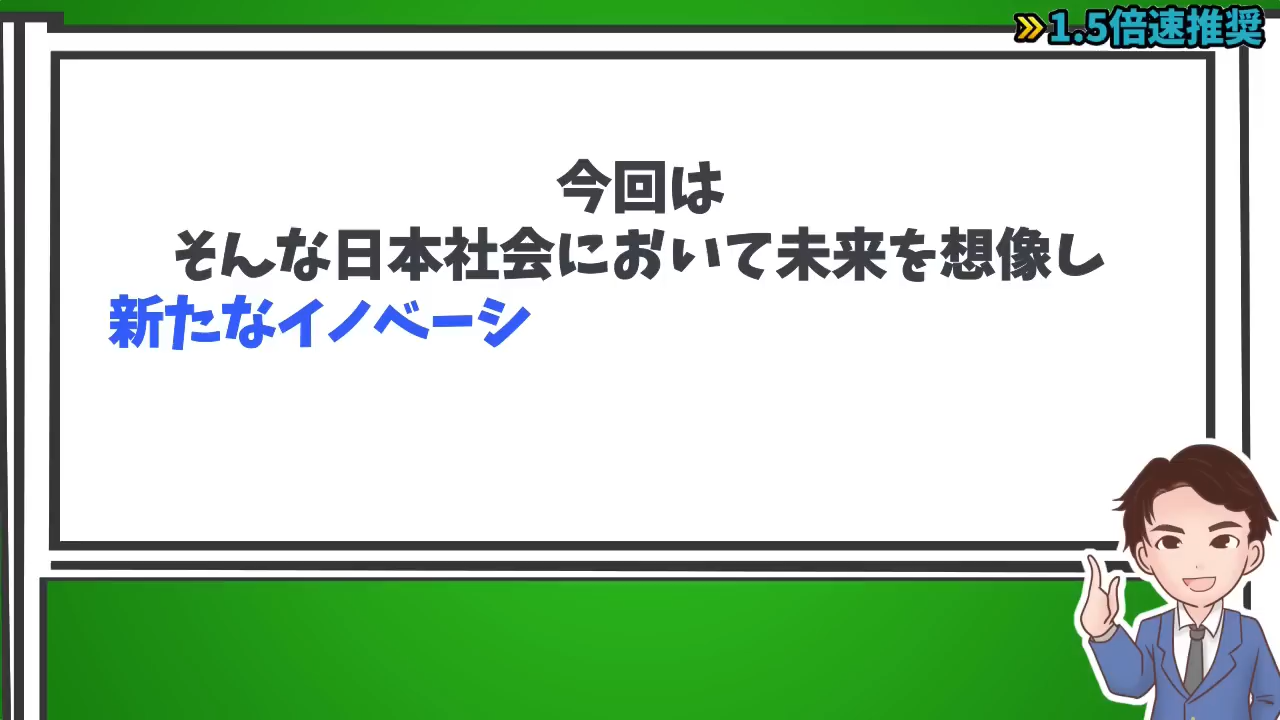 1.5倍速推奨
今回は
そんな日本社会において未来を想像し
新たなイノベーシ